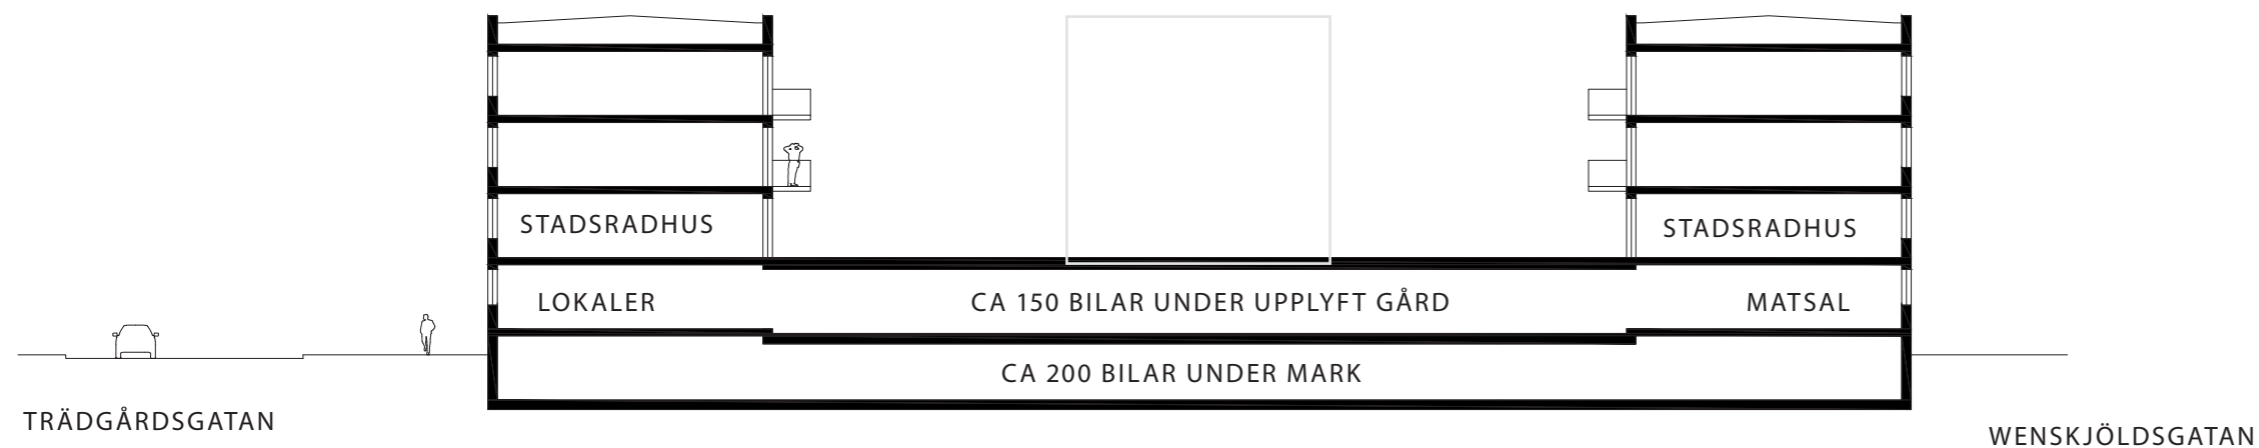 STADSRADHUS
STADSRADHUS
LOKALER
CA 150 BILAR UNDER UPPLYFT GÅRD
MATSAL
CA 200 BILAR UNDER MARK
TRÄDGÅRDSGATAN
WENSKJÖLDSGATAN